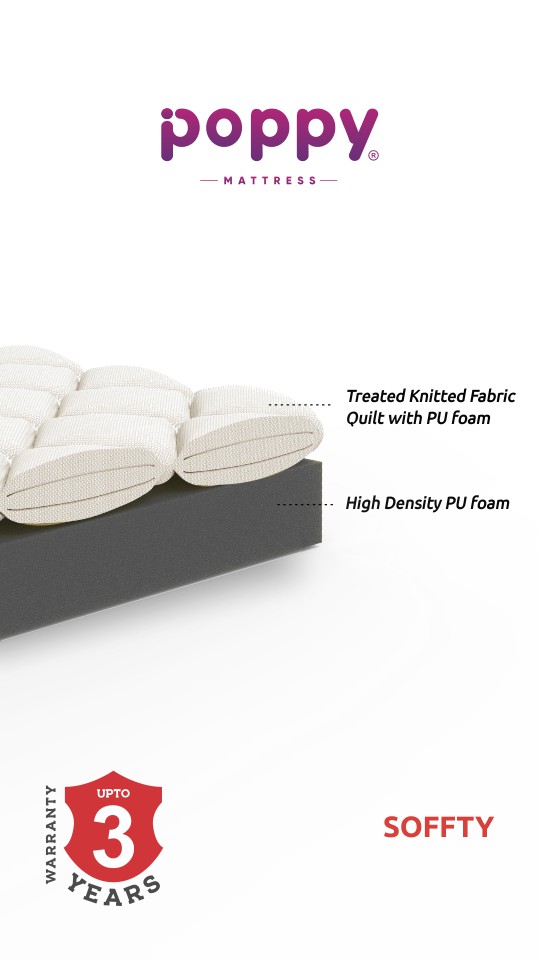 poppy®
MATTRESS
Treated Knitted Fabric
Quilt with PU foam
High Density PU foam
WARRANTY
UPTO
3
YEARS
SOFFTY